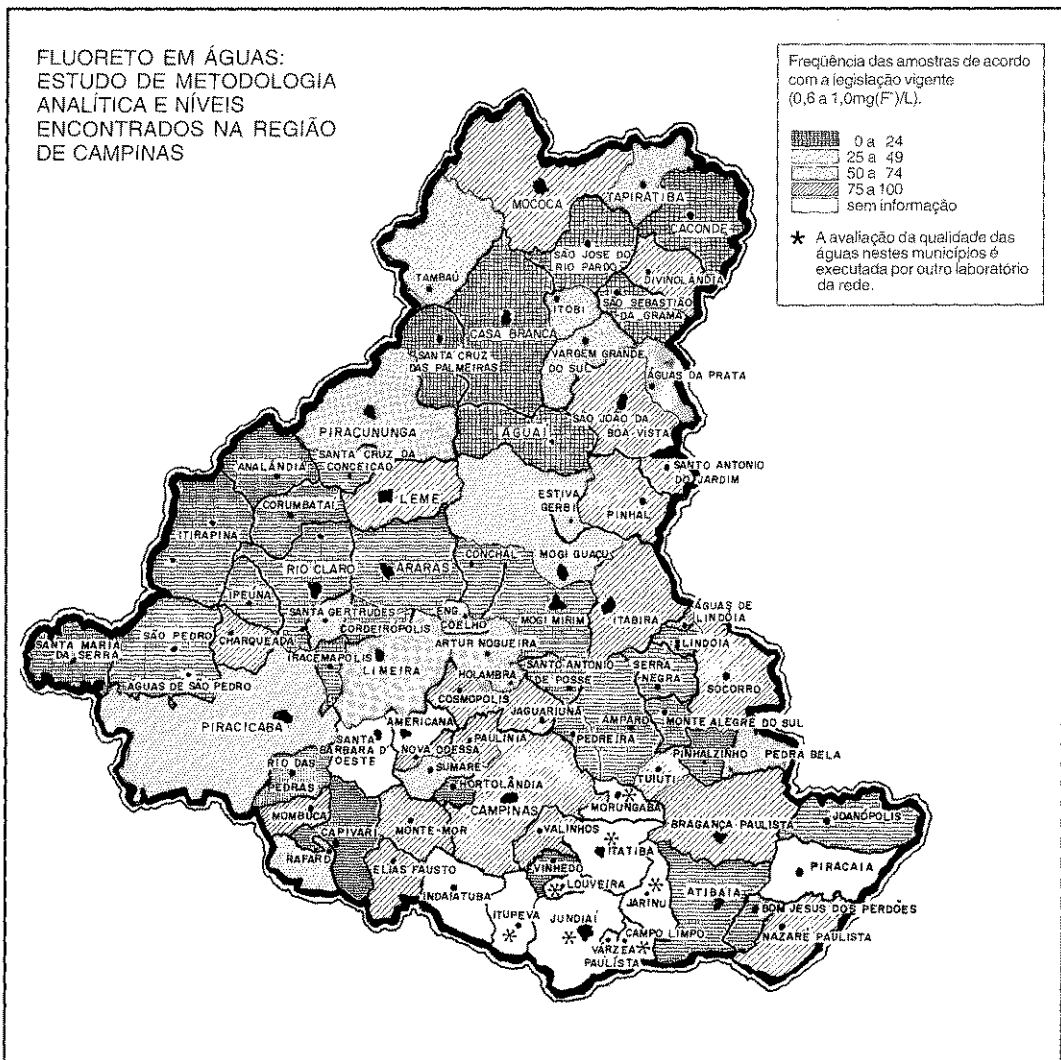 FLUORETO EM ÁGUAS:
ESTUDO DE METODOLOGIA
ANALÍTICA E NÍVEIS
ENCONTRADOS NA REGIÃO
DE CAMPINAS
Freqüência das amostras de acordo
com a legislação vigente
(0,6 a 1,0mg(F⁻)/L).
0 a 24
25 a 49
50 a 74
75 a 100
sem informação
* A avaliação da qualidade das
águas nestes municípios é
executada por outro laboratório
da rede.
MOCOCA
TAPIRATIBA
CACONDE
SÃO JOSÉ DO
RIO PARDO
DIVINOLÂNDIA
TAMBAÚ
ITOBI
SÃO SEBASTIÃO
DA GRAMA
CASA BRANCA
SANTA CRUZ
DAS PALMEIRAS
VARGEM GRANDE
DO SUL
ÁGUAS DA PRATA
PIRAÇUNUNGA
AGUAÍ
SÃO JOÃO DA
BOA-VISTA
SANTA CRUZ DA
CONCEIÇÃO
ANALÂNDIA
SANTO ANTONIO
DO JARDIM
LEME
ESTIVA
GERBI
PINHAL
CORUMBATAÍ
ITIRAPINA
RIO CLARO
ARARAS
CONCHAL
MOGI GUAÇU
IPEÚNA
SANTA GERTRUDES
CORDEIRÓPOLIS
ENG.
COELHO
MOGI MIRIM
ITABIRA
ÁGUAS DE
LINDÓIA
LINDÓIA
SÃO PEDRO
CHARQUEADA
SANTA MARIA
DA SERRA
IRACEMÁPOLIS
LIMEIRA
ARTUR NOGUEIRA
HOLAMBRA
SANTO ANTONIO
DE POSSE
SERRA
NEGRA
SOCORRO
ÁGUAS DE SÃO PEDRO
COSMÓPOLIS
JAGUARIUNA
AMPARO
MONTE ALEGRE DO SUL
PIRACICABA
AMERICANA
SANTA
BÁRBARA D'
OESTE
NOVA ODESSA
PAULÍNIA
PEDREIRA
PINHALZINHO
PEDRA BELA
RIO DAS
PEDRAS
SUMARÉ
HORTOLÂNDIA
TUIUTI
MOMBUCA
CAMPINAS
MORUNGABA
*
BRAGANÇA-PAULISTA
JOANÓPOLIS
CAPIVARI
MONTE-MOR
VALINHOS
*
ITATIBA
RAFARD
ELIAS FAUSTO
VINHEDO
PIRACAIA
INDAIATUBA
LOUVEIRA
*
JARINU
*
ATIBAIA
BOM JESUS DOS PERDÕES
ITUPEVA
*
JUNDIAÍ
*
CAMPO LIMPO
*
VÁRZEA
PAULISTA
*
NAZARÉ PAULISTA